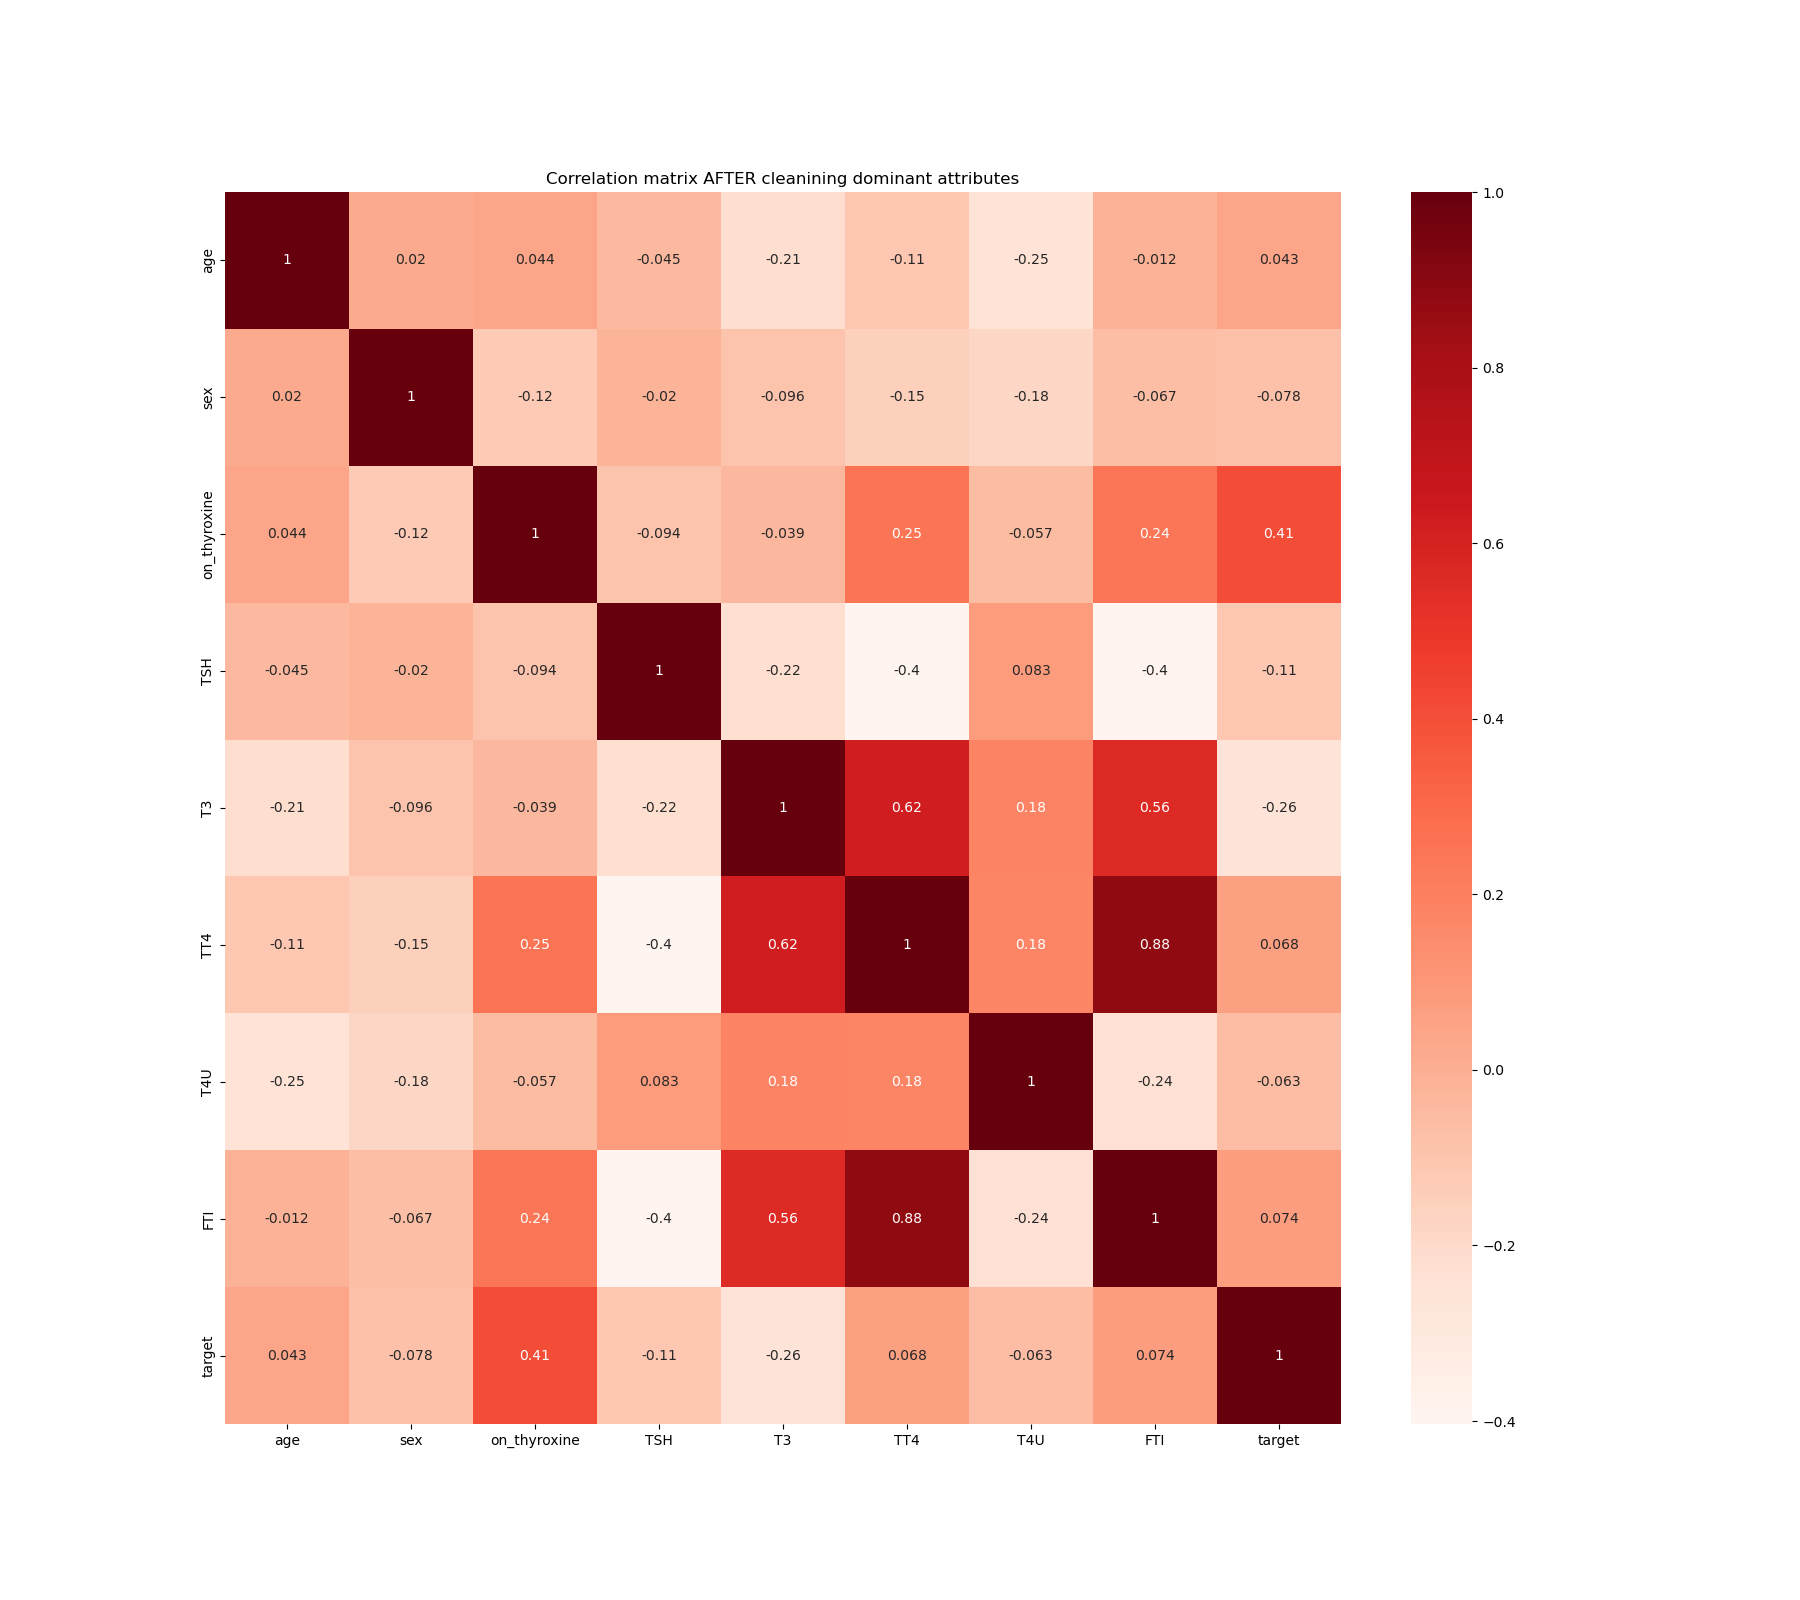 Correlation matrix AFTER cleanining dominant attributes
age 1 0.02 0.044 -0.045 -0.21 -0.11 -0.25 -0.012 0.043
sex 0.02 1 -0.12 -0.02 -0.096 -0.15 -0.18 -0.067 -0.078
on_thyroxine 0.044 -0.12 1 -0.094 -0.039 0.25 -0.057 0.24 0.41
TSH -0.045 -0.02 -0.094 1 -0.22 -0.4 0.083 -0.4 -0.11
T3 -0.21 -0.096 -0.039 -0.22 1 0.62 0.18 0.56 -0.26
TT4 -0.11 -0.15 0.25 -0.4 0.62 1 0.18 0.88 0.068
T4U -0.25 -0.18 -0.057 0.083 0.18 0.18 1 -0.24 -0.063
FTI -0.012 -0.067 0.24 -0.4 0.56 0.88 -0.24 1 0.074
target 0.043 -0.078 0.41 -0.11 -0.26 0.068 -0.063 0.074 1
age sex on_thyroxine TSH T3 TT4 T4U FTI target
1.0
0.8
0.6
0.4
0.2
0.0
−0.2
−0.4